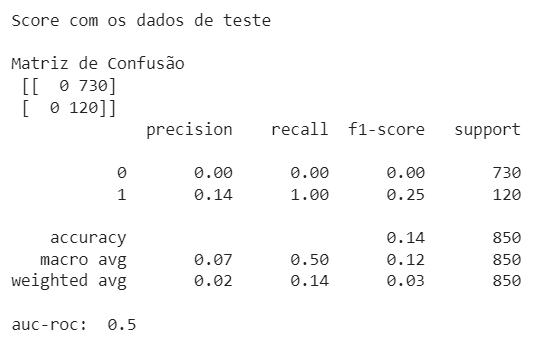 Score com os dados de teste
Matriz de Confusão
[[  0 730]
[  0 120]]
precision recall f1-score support
0 0.00 0.00 0.00 730
1 0.14 1.00 0.25 120
accuracy 0.14 850
macro avg 0.07 0.50 0.12 850
weighted avg 0.02 0.14 0.03 850
auc-roc:  0.5